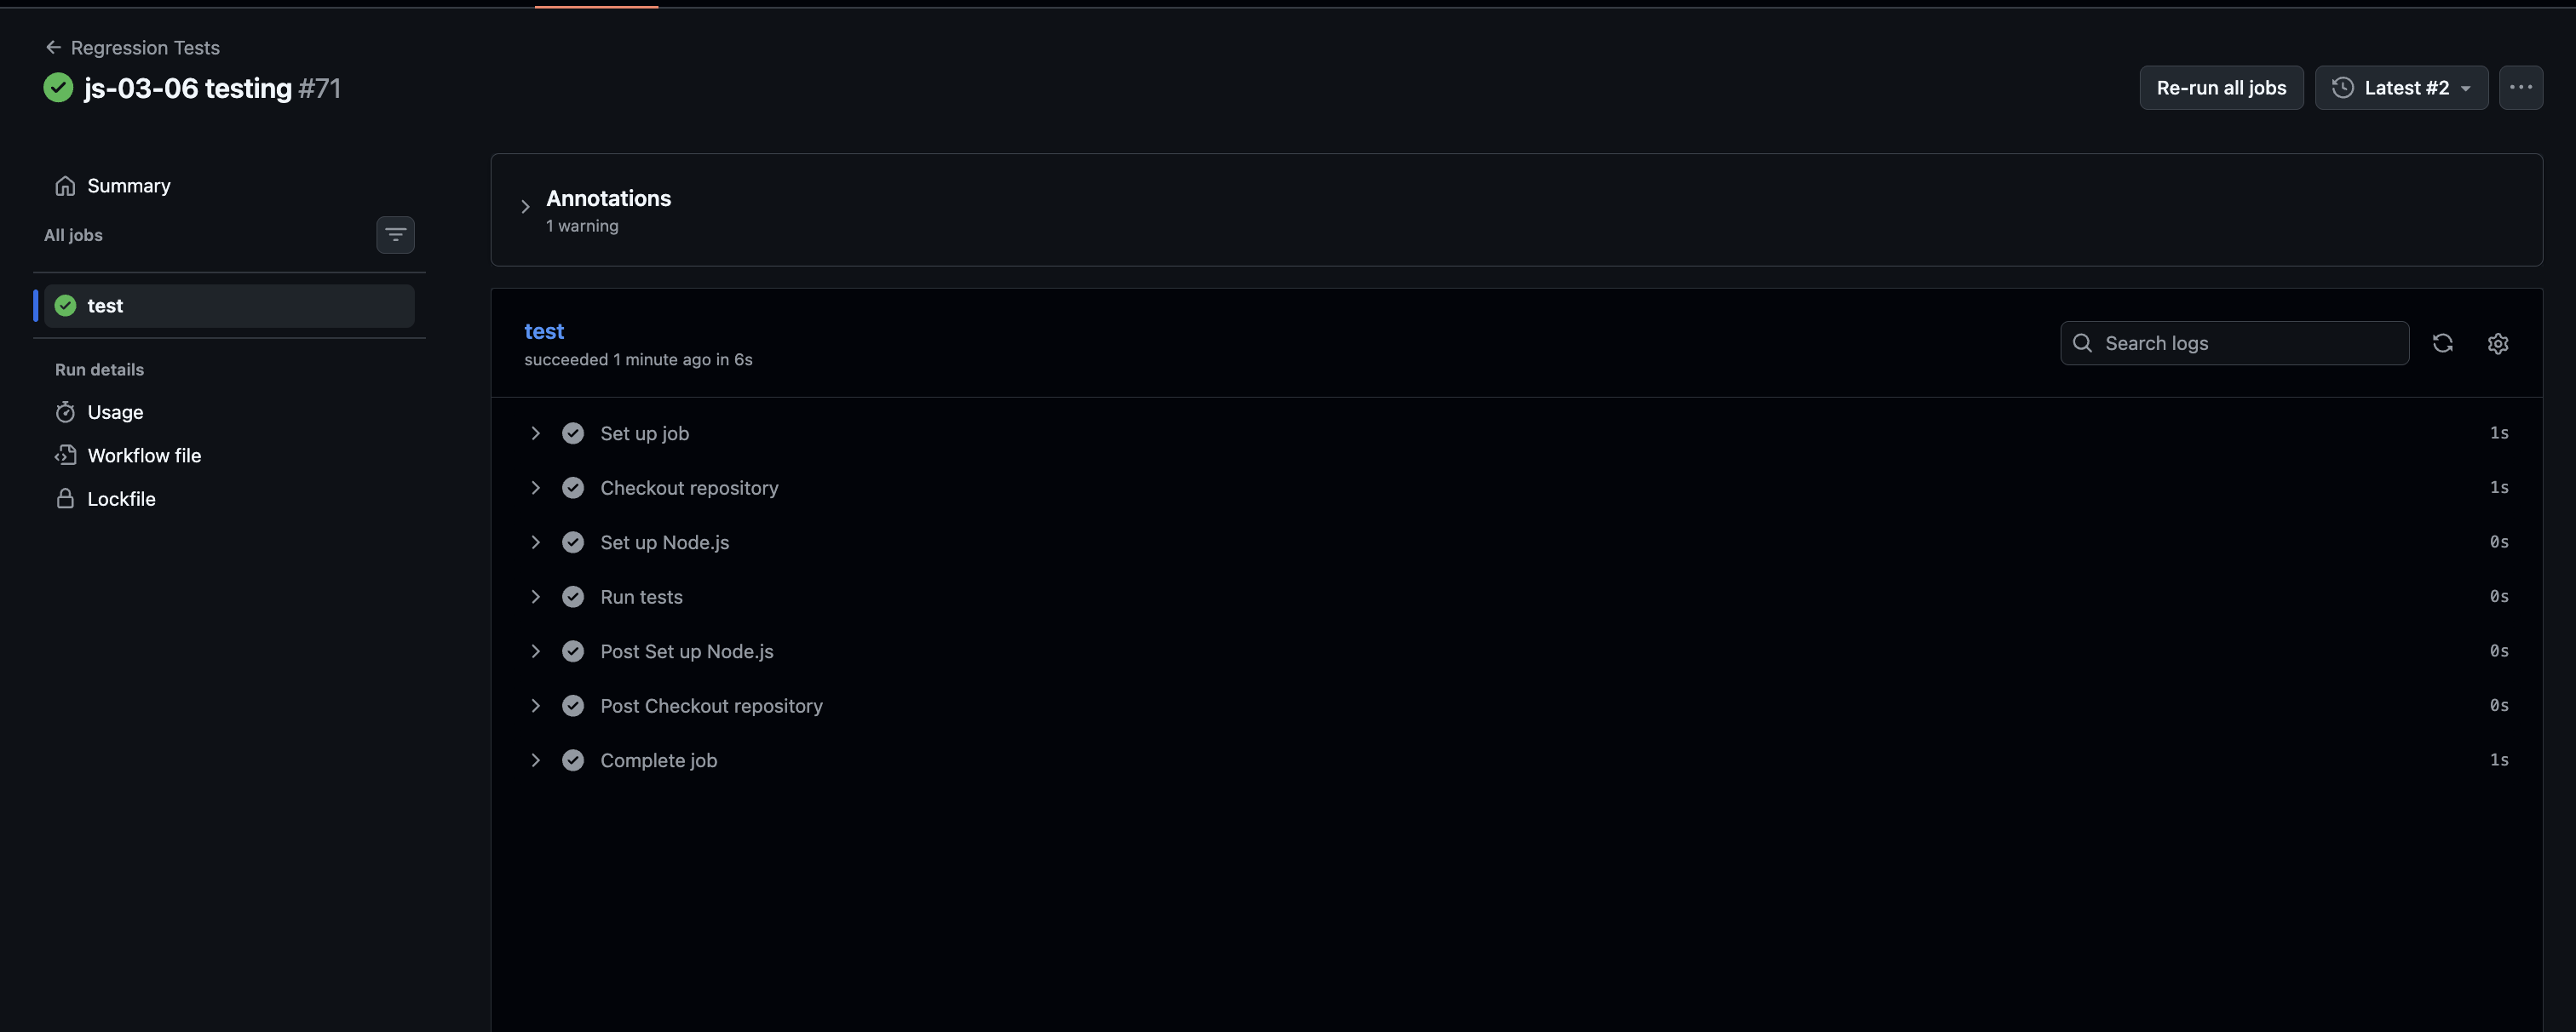 Regression Tests
js-03-06 testing #71
Re-run all jobs
Latest #2
Summary
All jobs
test
Run details
Usage
Workflow file
Lockfile
Annotations
1 warning
test
succeeded 1 minute ago in 6s
Search logs
Set up job 1s
Checkout repository 1s
Set up Node.js 0s
Run tests 0s
Post Set up Node.js 0s
Post Checkout repository 0s
Complete job 1s